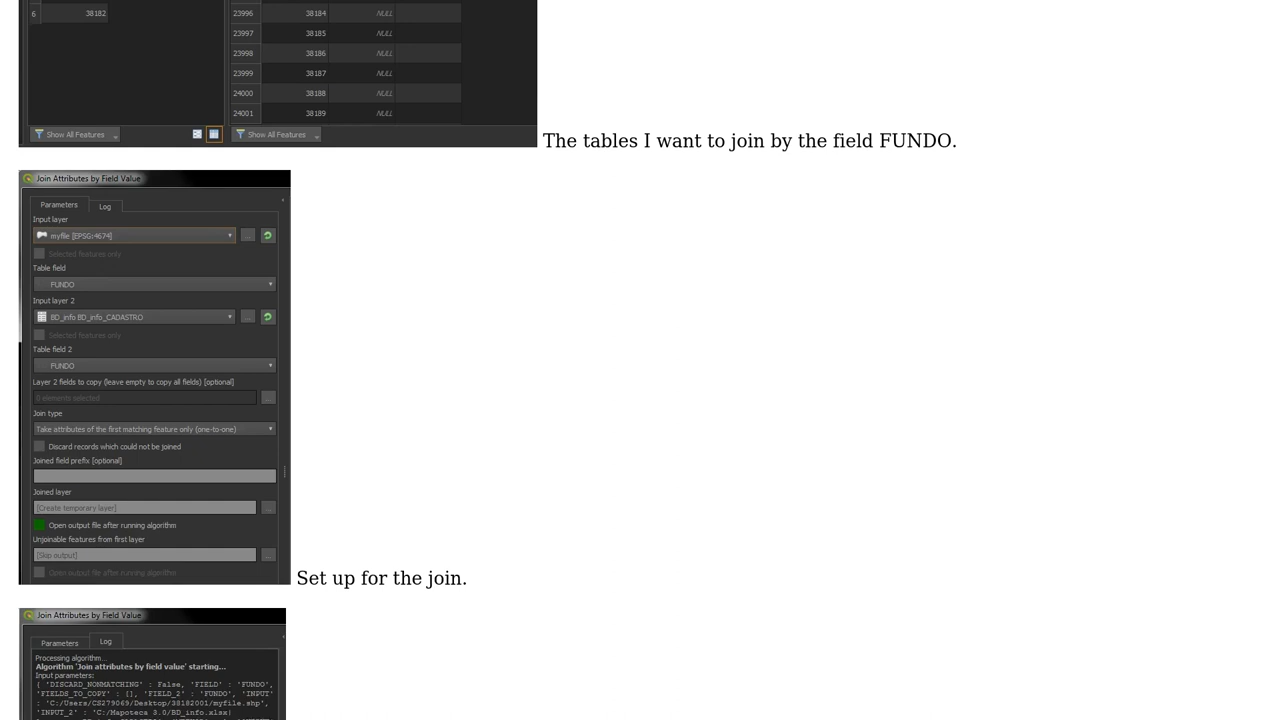 6 38182
23996 38184 NULL
23997 38185 NULL
23998 38186 NULL
23999 38187 NULL
24000 38188 NULL
24001 38189 NULL
Show All Features
Show All Features
The tables I want to join by the field FUNDO.
Join Attributes by Field Value
Parameters Log
Input layer
myfile [EPSG:4674] ...
Selected features only
Table field
FUNDO
Input layer 2
BD_info BD_info_CADASTRO ...
Selected features only
Table field 2
FUNDO
Layer 2 fields to copy (leave empty to copy all fields) [optional]
0 elements selected ...
Join type
Take attributes of the first matching feature only (one-to-one)
Discard records which could not be joined
Joined field prefix [optional]
Joined layer
[Create temporary layer] ...
Open output file after running algorithm
Unjoinable features from first layer
[Skip output] ...
Open output file after running algorithm
Set up for the join.
Join Attributes by Field Value
Parameters Log
Processing algorithm...
Algorithm 'Join attributes by field value' starting...
Input parameters:
{ 'DISCARD_NONMATCHING' : False, 'FIELD' : 'FUNDO',
'FIELDS_TO_COPY' : [], 'FIELD_2' : 'FUNDO', 'INPUT'
: 'C:/Users/CS279069/Desktop/38182001/myfile.shp',
'INPUT_2' : 'C:/Mapoteca 3.0/BD_info.xlsx|